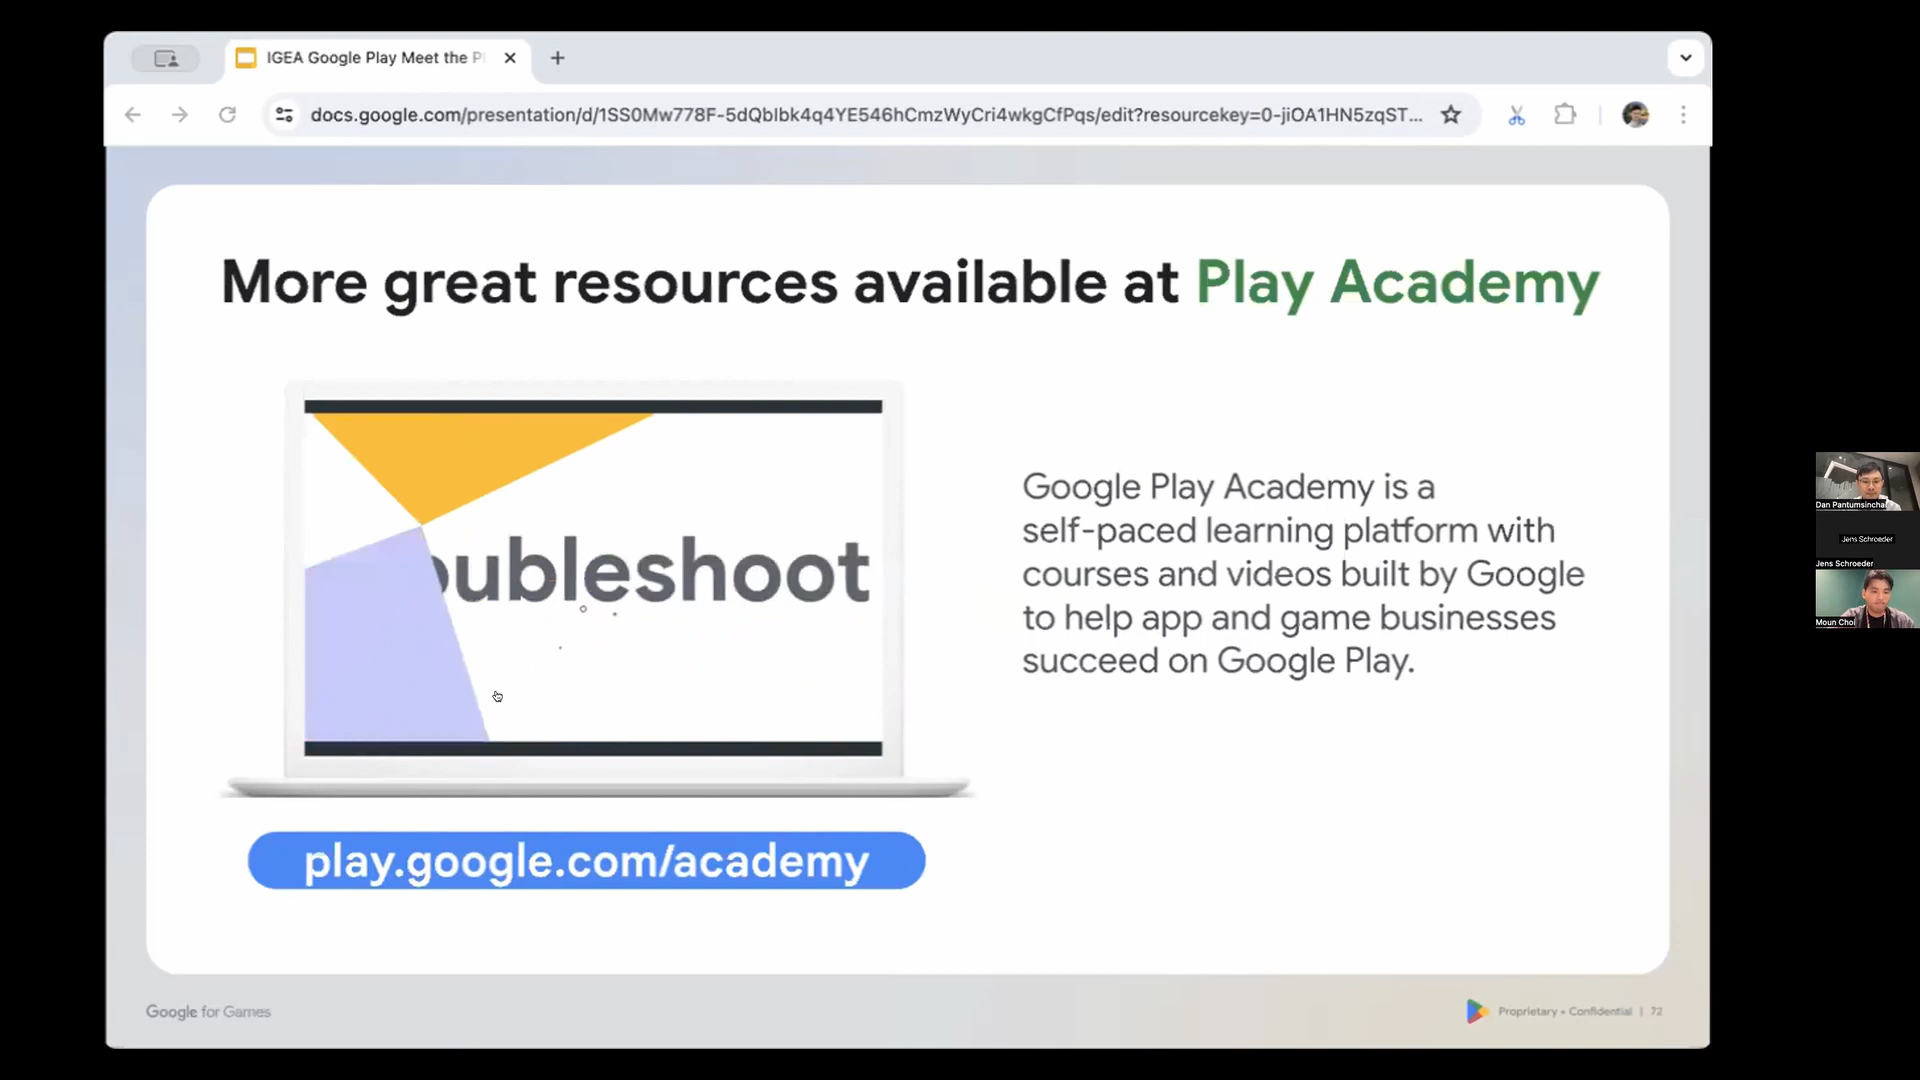 IGEA Google Play Meet the P
docs.google.com/presentation/d/1SS0Mw778F-5dQbIbk4q4YE546hCmzWyCri4wkgCfPqs/edit?resourcekey=0-jiOA1HN5zqST...
More great resources available at Play Academy
oubleshoot
Google Play Academy is a
self-paced learning platform with
courses and videos built by Google
to help app and game businesses
succeed on Google Play.
play.google.com/academy
Google for Games
Proprietary + Confidential | 72
Dan Pantumsinchai
Jens Schroeder
Jens Schroeder
Moun Choi